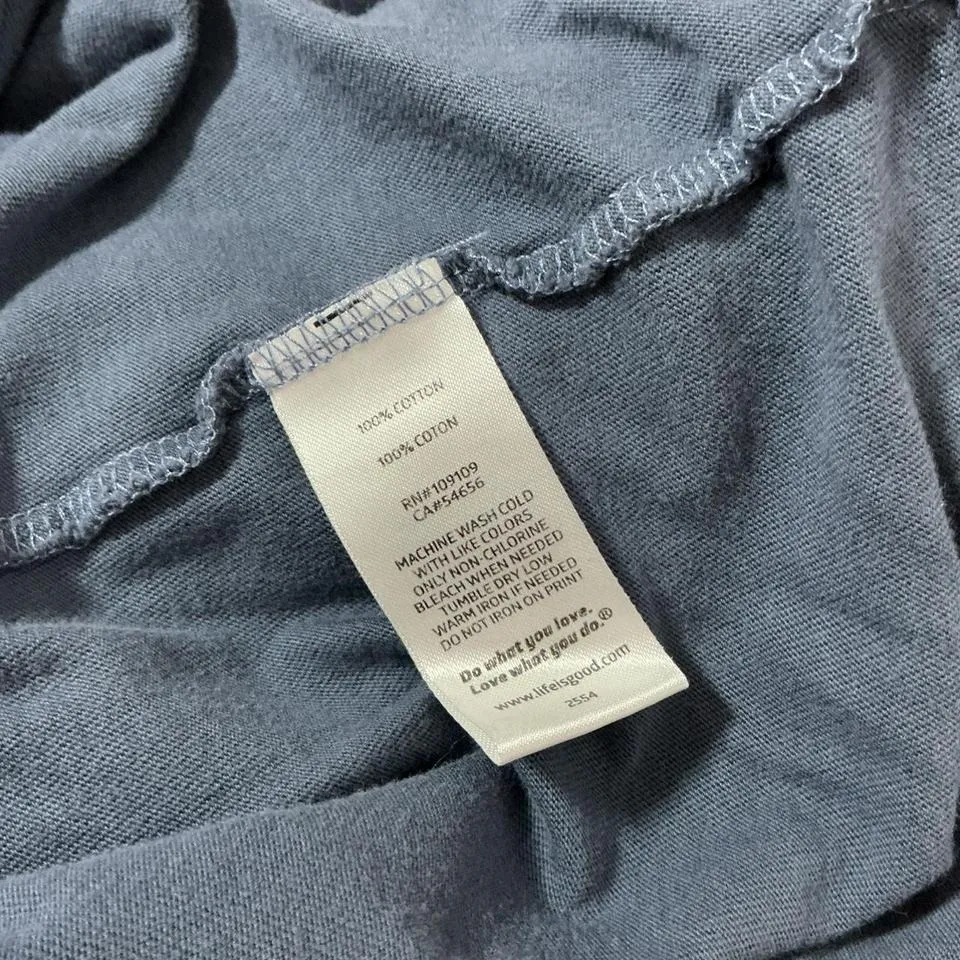 100% COTTON
100% COTON
RN#109109
CA#54656
MACHINE WASH COLD
WITH LIKE COLORS
ONLY NON-CHLORINE
BLEACH WHEN NEEDED
TUMBLE DRY LOW
WARM IRON IF NEEDED
DO NOT IRON ON PRINT
Do what you love.
Love what you do.®
www.lifeisgood.com
2554